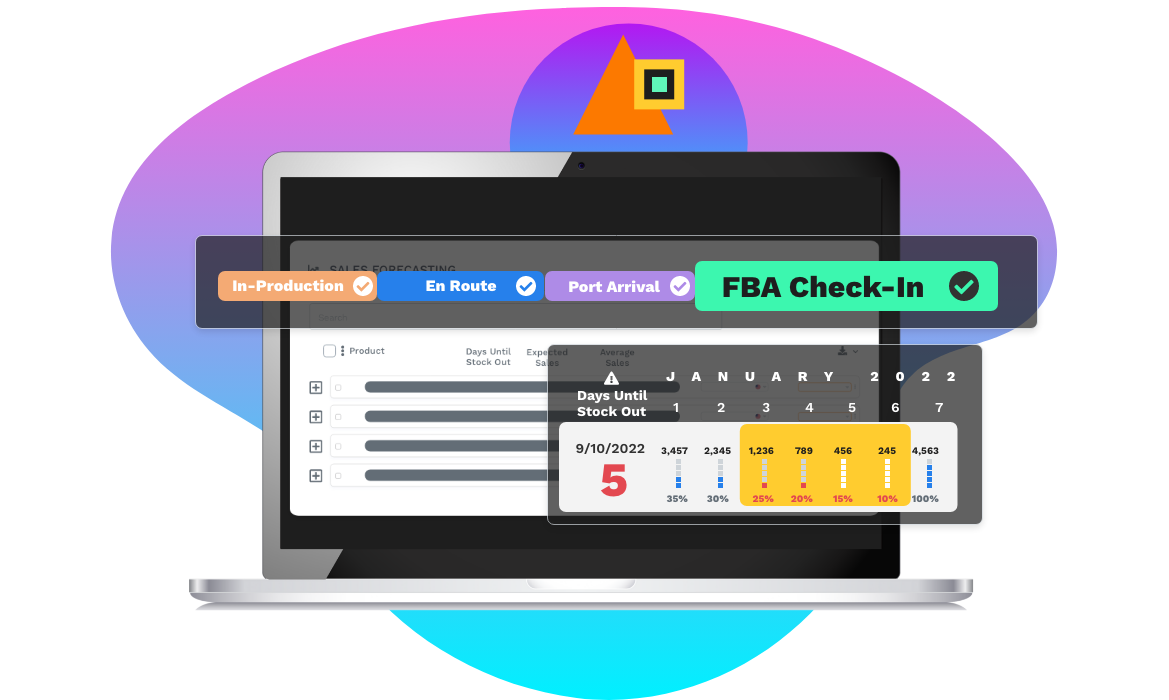 SALES FORECASTING
In-Production
En Route
Port Arrival
FBA Check-In
Search
Product
Days Until
Stock Out
Expected
Sales
Average
Sales
JANUARY 2022
Days Until
Stock Out
1 2 3 4 5 6 7
9/10/2022
5
3,457 2,345 1,236 789 456 245 4,563
35% 30% 25% 20% 15% 10% 100%